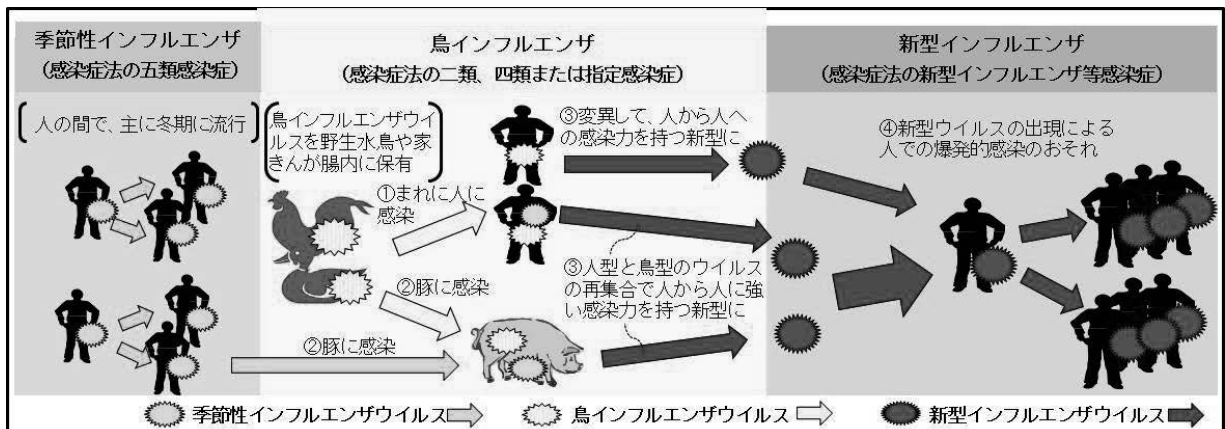 季節性インフルエンザ
（感染症法の五類感染症）
人の間で、主に冬期に流行
鳥インフルエンザ
（感染症法の二類、四類または指定感染症）
鳥インフルエンザウイ
ルスを野生水鳥や家
きんが腸内に保有
①まれに人に
感染
②豚に感染
②豚に感染
③変異して、人から人へ
の感染力を持つ新型に
③人型と鳥型のウイルス
の再集合で人から人に強
い感染力を持つ新型に
新型インフルエンザ
（感染症法の新型インフルエンザ等感染症）
④新型ウイルスの出現による
人での爆発的感染のおそれ
季節性インフルエンザウイルス
鳥インフルエンザウイルス
新型インフルエンザウイルス